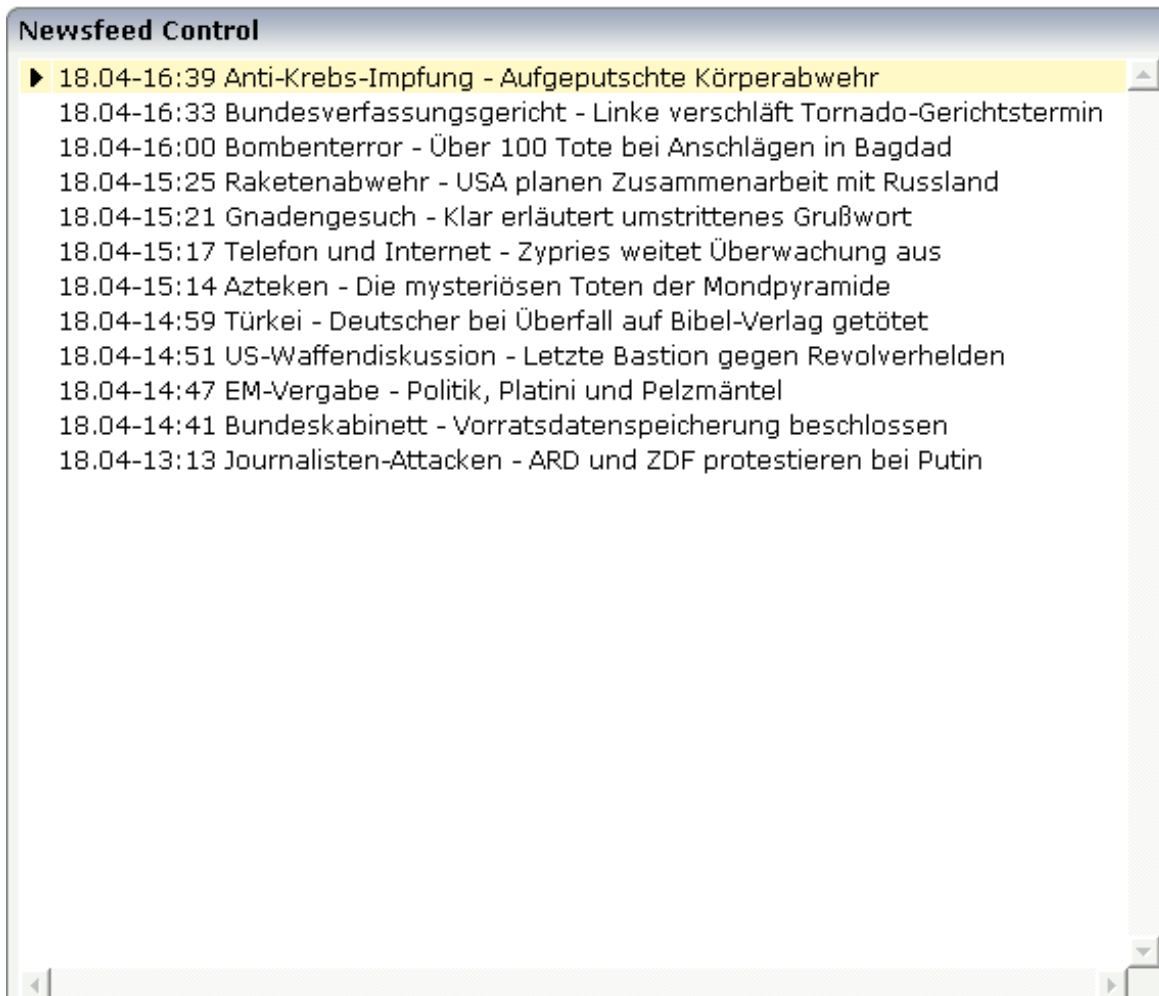 Newsfeed Control
18.04-16:39 Anti-Krebs-Impfung - Aufgeputschte Körperabwehr
18.04-16:33 Bundesverfassungsgericht - Linke verschläft Tornado-Gerichtstermin
18.04-16:00 Bombenterror - Über 100 Tote bei Anschlägen in Bagdad
18.04-15:25 Raketenabwehr - USA planen Zusammenarbeit mit Russland
18.04-15:21 Gnadengesuch - Klar erläutert umstrittenes Grußwort
18.04-15:17 Telefon und Internet - Zypries weitet Überwachung aus
18.04-15:14 Azteken - Die mysteriösen Toten der Mondpyramide
18.04-14:59 Türkei - Deutscher bei Überfall auf Bibel-Verlag getötet
18.04-14:51 US-Waffendiskussion - Letzte Bastion gegen Revolverhelden
18.04-14:47 EM-Vergabe - Politik, Platini und Pelzmäntel
18.04-14:41 Bundeskabinett - Vorratsdatenspeicherung beschlossen
18.04-13:13 Journalisten-Attacken - ARD und ZDF protestieren bei Putin